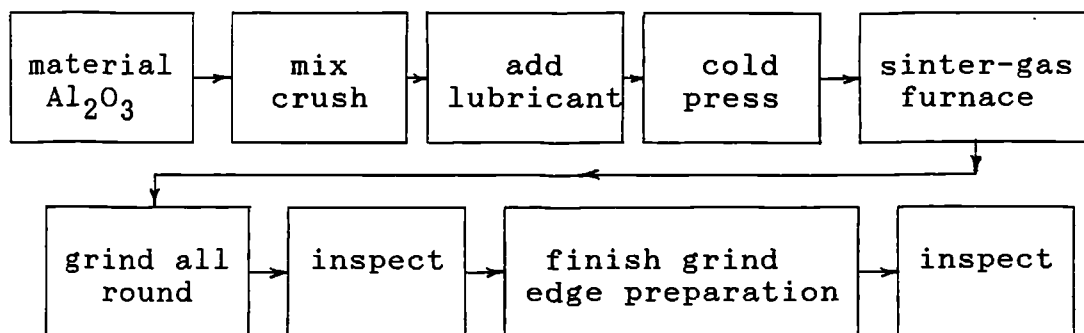 material
Al₂O₃
mix
crush
add
lubricant
cold
press
sinter-gas
furnace
grind all
round
inspect
finish grind
edge preparation
inspect